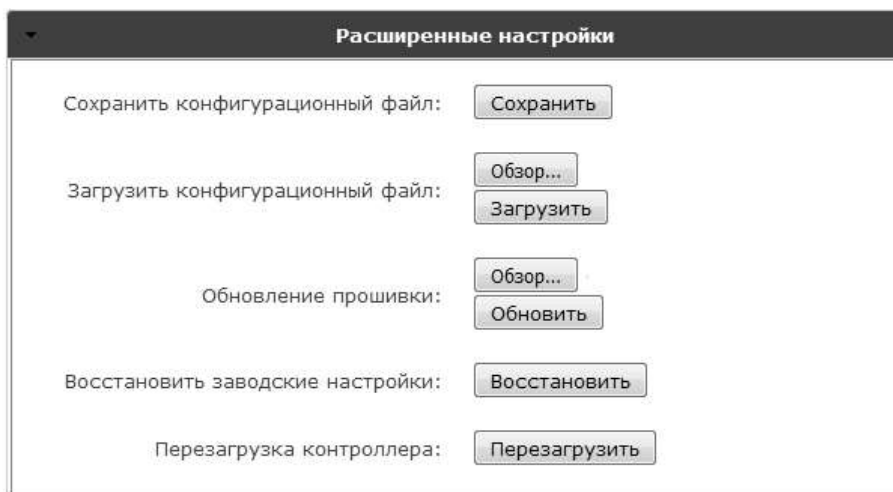 Расширенные настройки
Сохранить конфигурационный файл: Сохранить
Загрузить конфигурационный файл: Обзор...
Загрузить
Обновление прошивки: Обзор...
Обновить
Восстановить заводские настройки: Восстановить
Перезагрузка контроллера: Перезагрузить